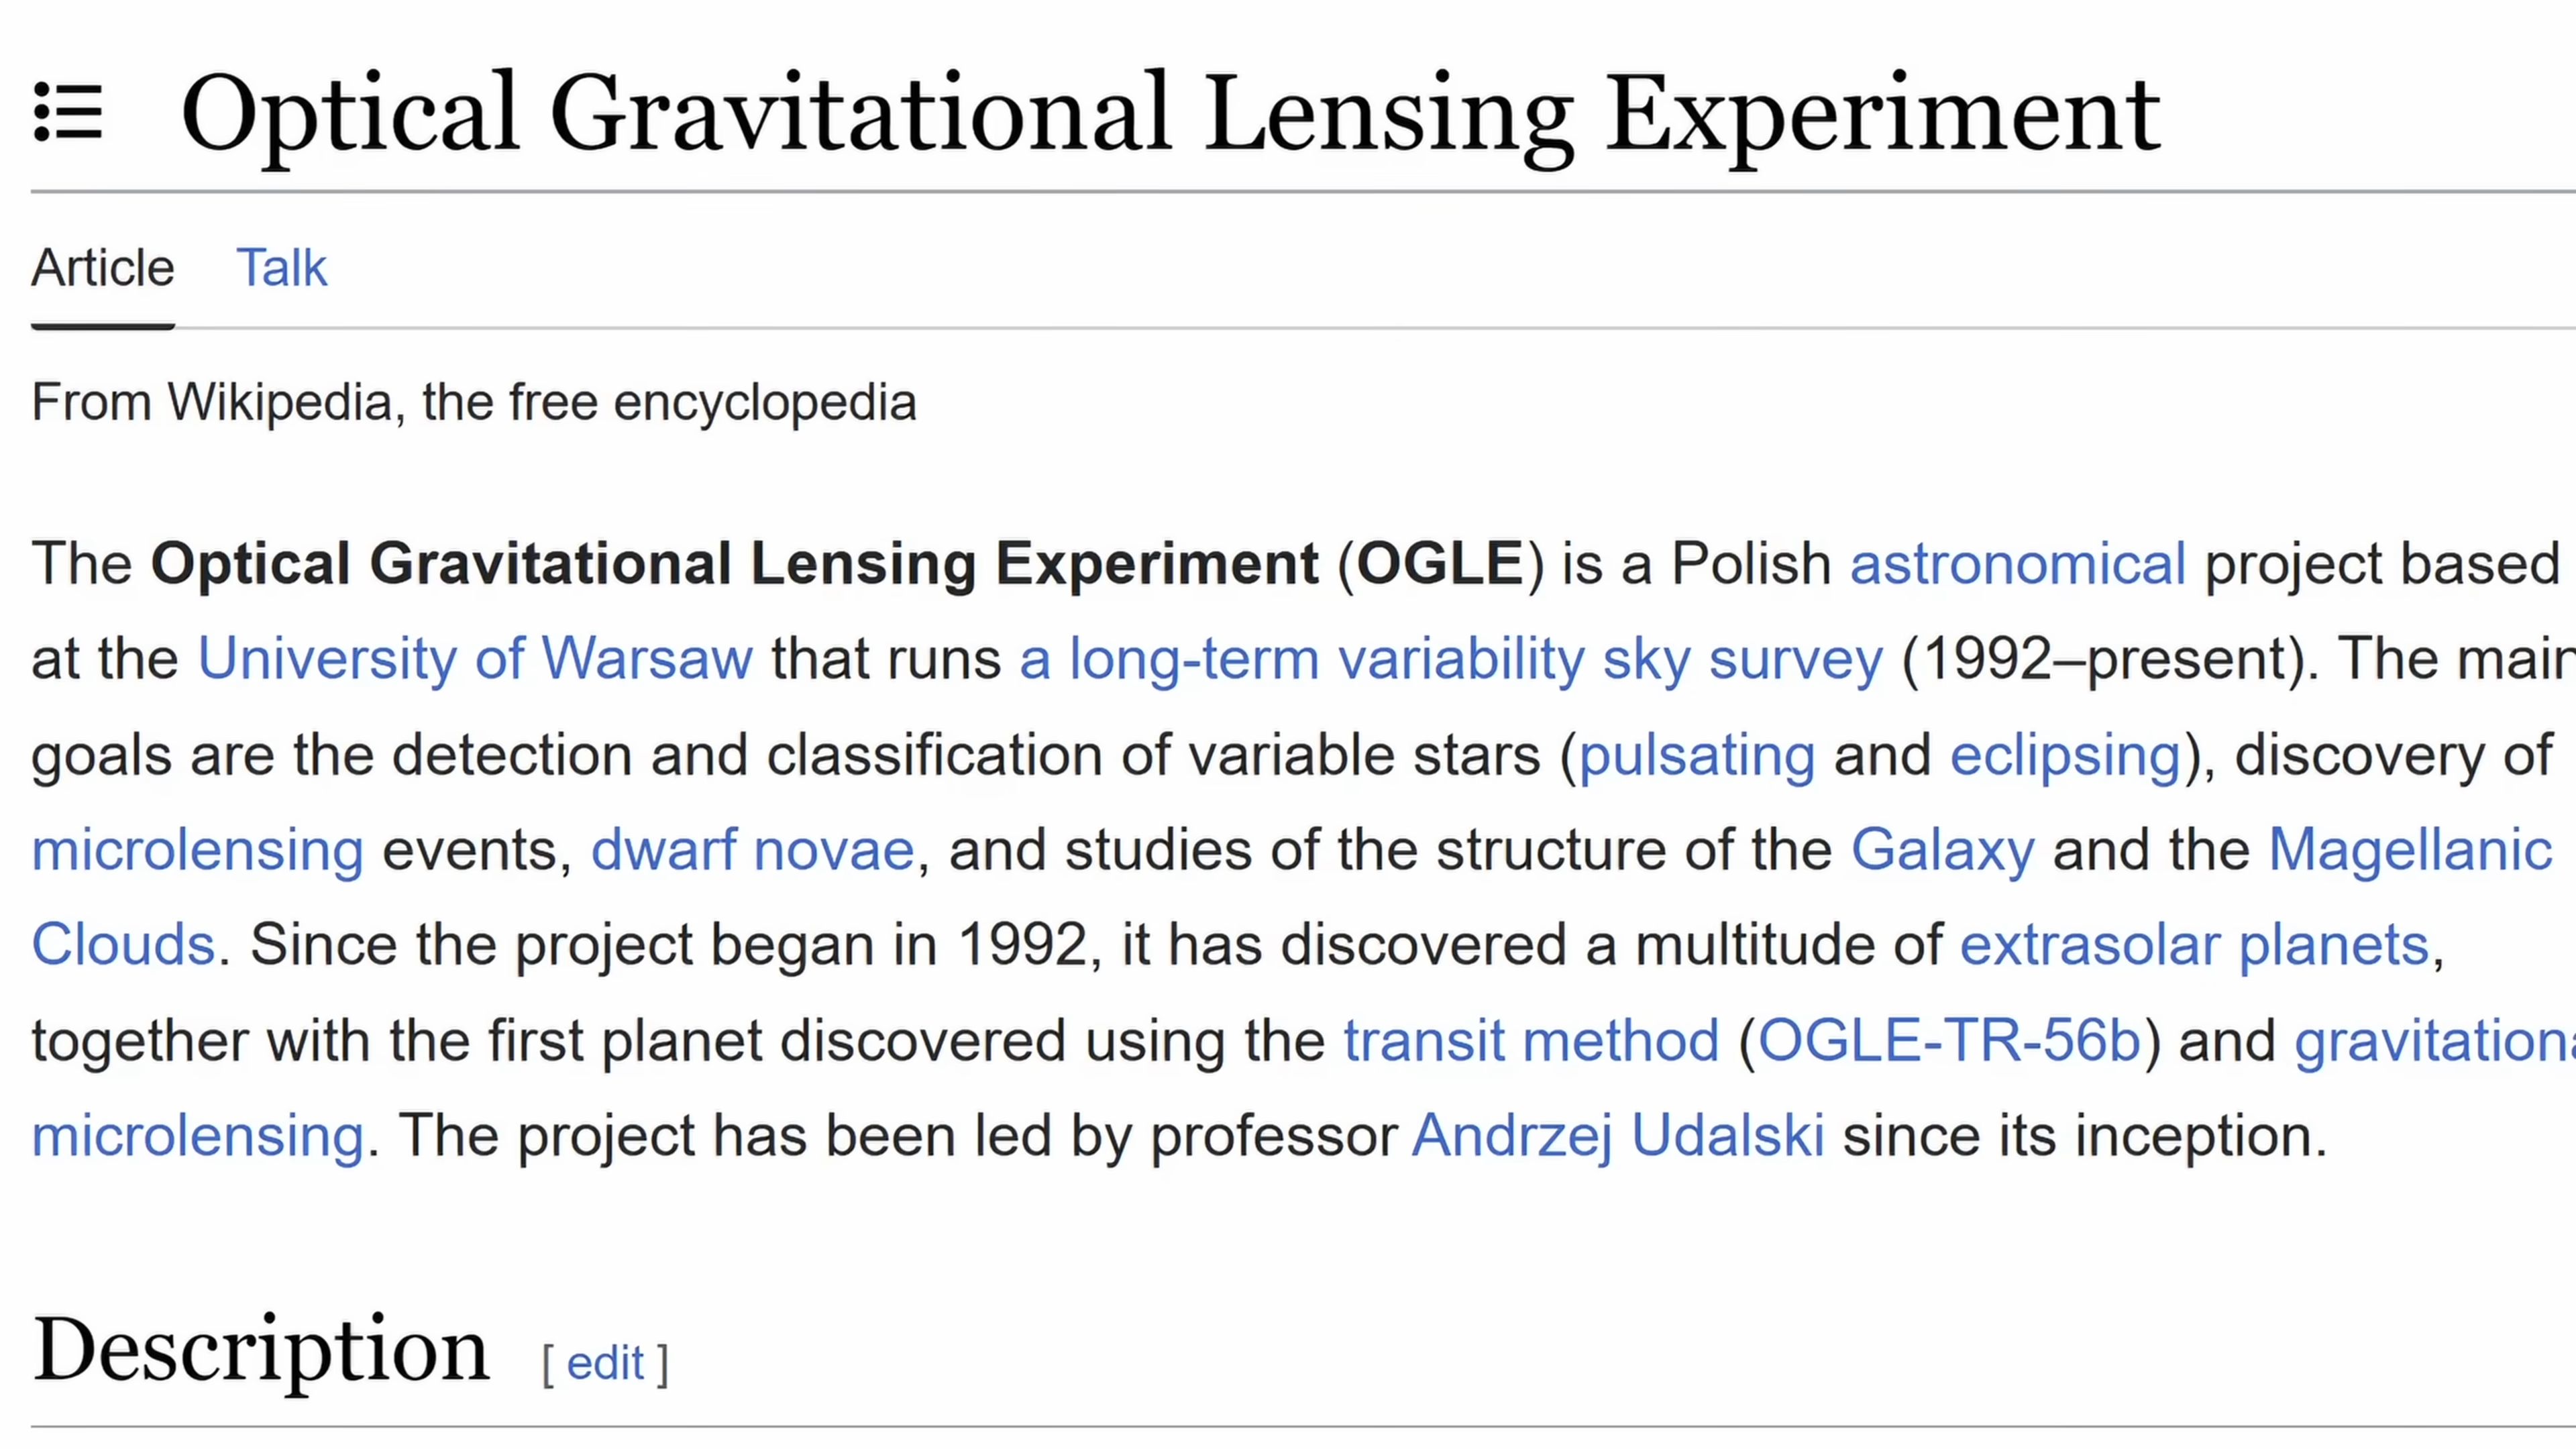 Optical Gravitational Lensing Experiment
Article Talk
From Wikipedia, the free encyclopedia
The Optical Gravitational Lensing Experiment (OGLE) is a Polish astronomical project based
at the University of Warsaw that runs a long-term variability sky survey (1992–present). The main
goals are the detection and classification of variable stars (pulsating and eclipsing), discovery of
microlensing events, dwarf novae, and studies of the structure of the Galaxy and the Magellanic
Clouds. Since the project began in 1992, it has discovered a multitude of extrasolar planets,
together with the first planet discovered using the transit method (OGLE-TR-56b) and gravitationa
microlensing. The project has been led by professor Andrzej Udalski since its inception.
Description [ edit ]